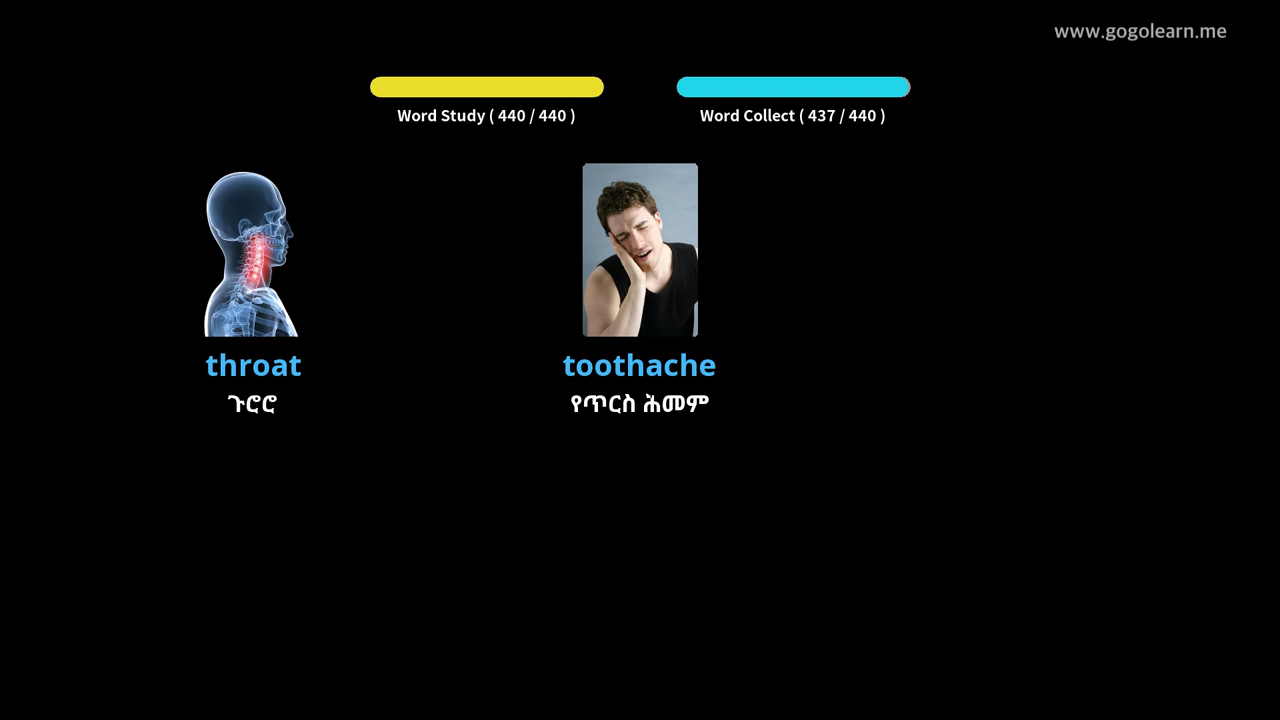 www.gogolearn.me
Word Study ( 440 / 440 )
Word Collect ( 437 / 440 )
throat
toothache
ጉሮሮ
የጥርስ ሕመም